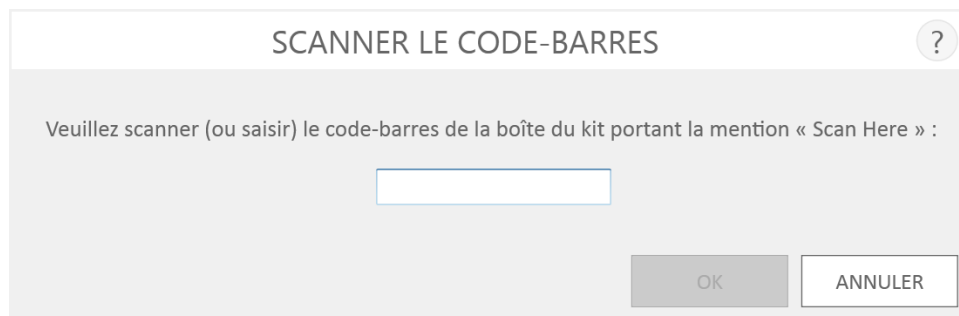 SCANNER LE CODE-BARRES
?
Veuillez scanner (ou saisir) le code-barres de la boîte du kit portant la mention « Scan Here » :
OK
ANNULER